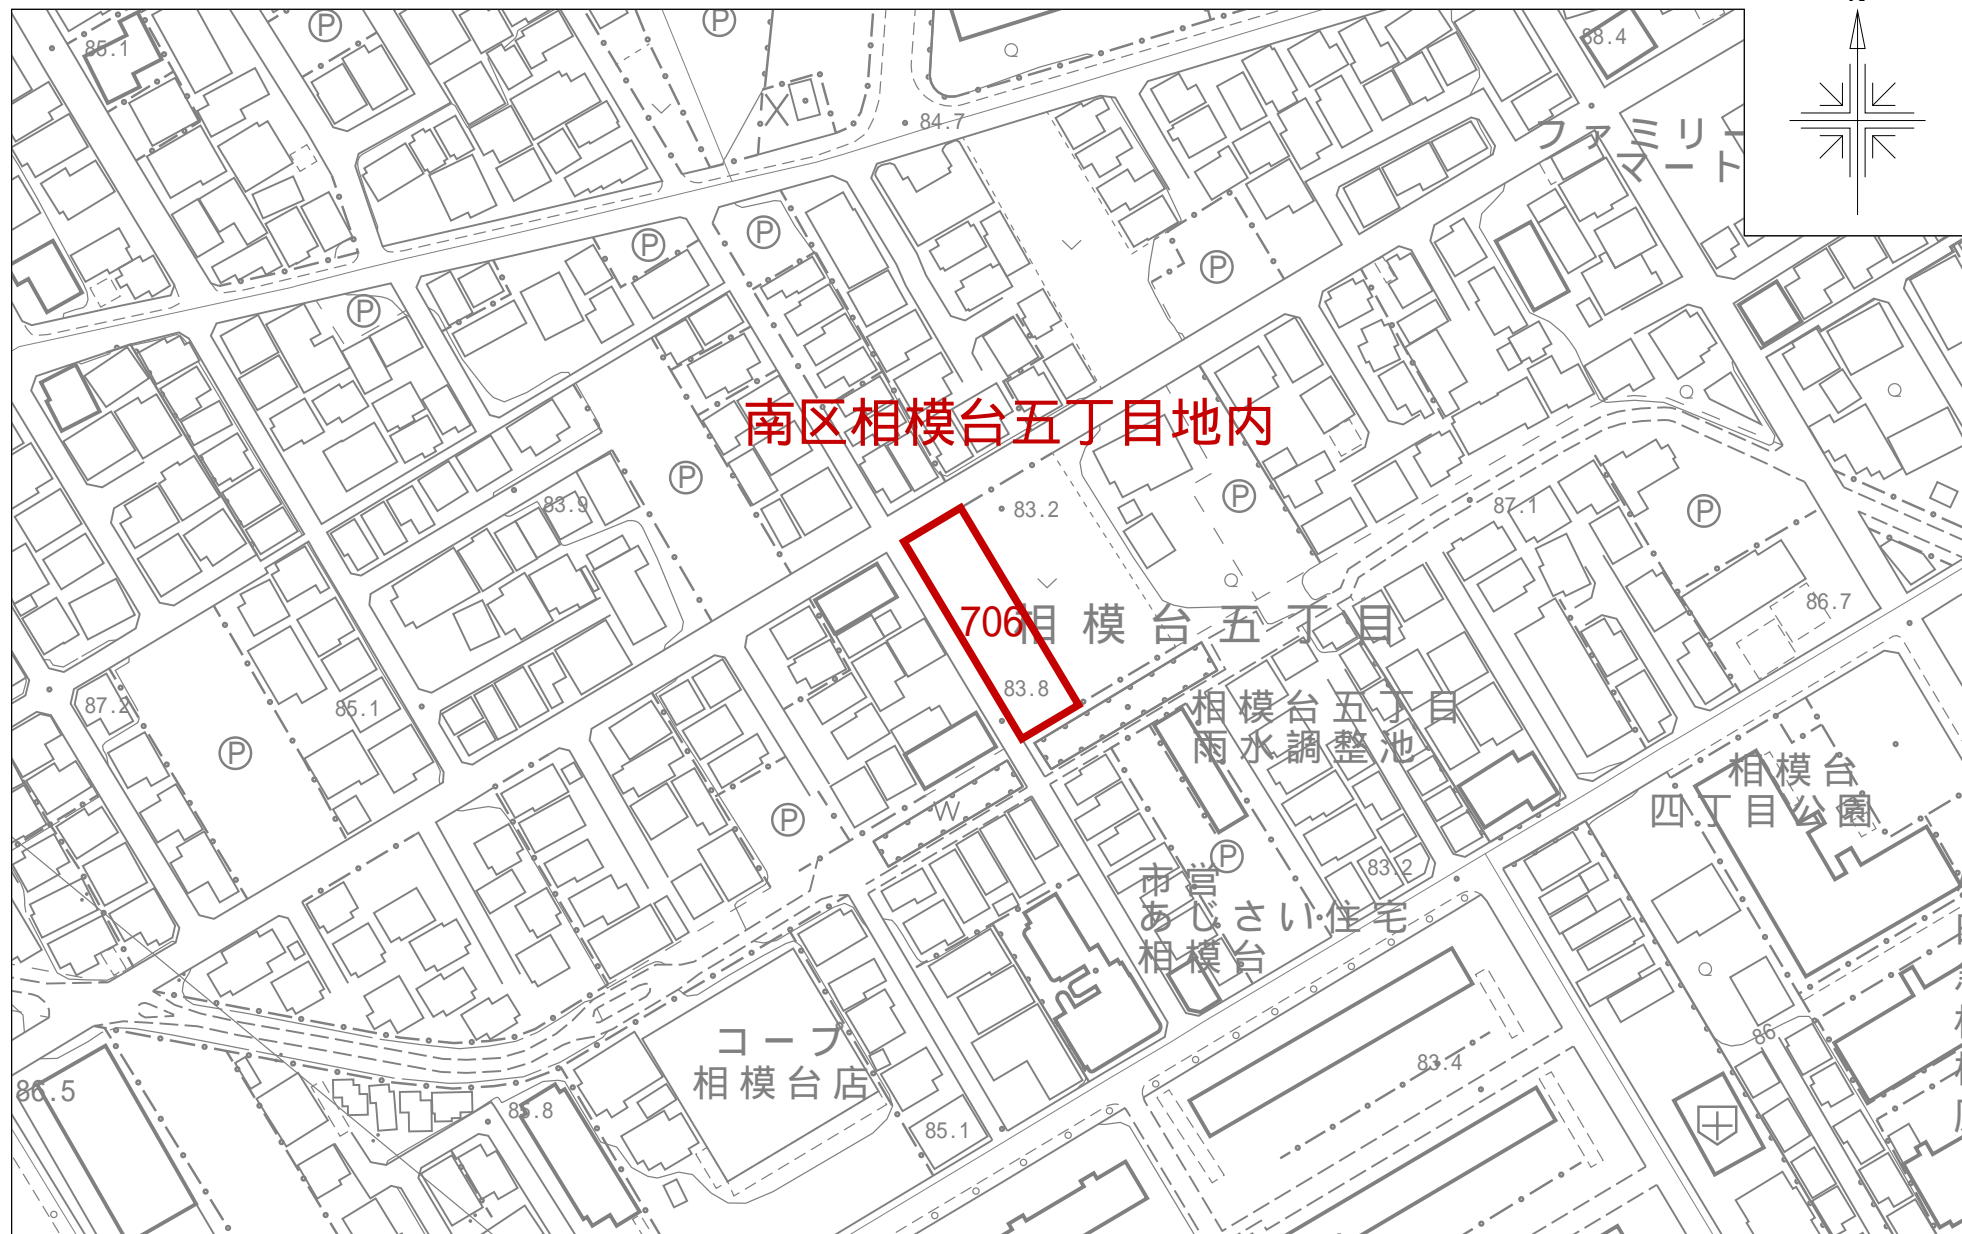 P
P
85.1
88.4
84.7
ファミリー
マート
P
P
P
P
南区相模台五丁目地内
P
P
83.9
83.2
87.1
P
706
相模台五丁目
86.7
83.8
87.2
85.1
相模台五丁目
雨水調整池
P
相模台
四丁目公園
P
W
P
83.2
市営
あじさい住宅
相模台
コープ
相模台店
86
83.4
86.5
85.8
85.1